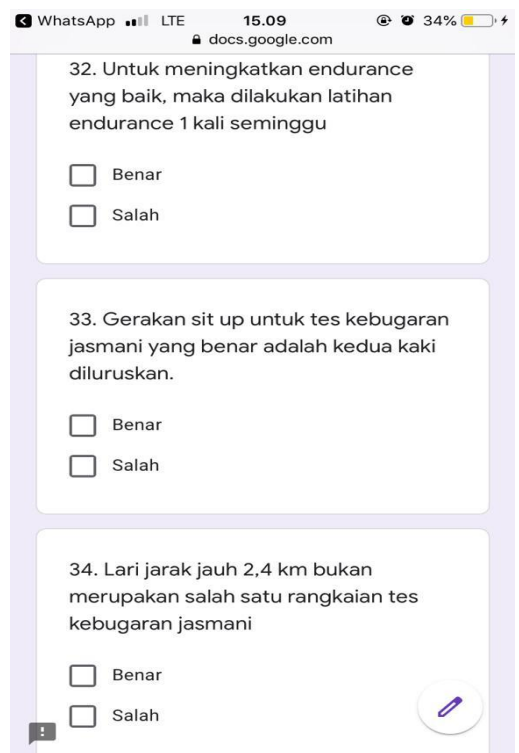 WhatsApp LTE 15.09 34%
docs.google.com
32. Untuk meningkatkan endurance
yang baik, maka dilakukan latihan
endurance 1 kali seminggu
Benar
Salah
33. Gerakan sit up untuk tes kebugaran
jasmani yang benar adalah kedua kaki
diluruskan.
Benar
Salah
34. Lari jarak jauh 2,4 km bukan
merupakan salah satu rangkaian tes
kebugaran jasmani
Benar
Salah